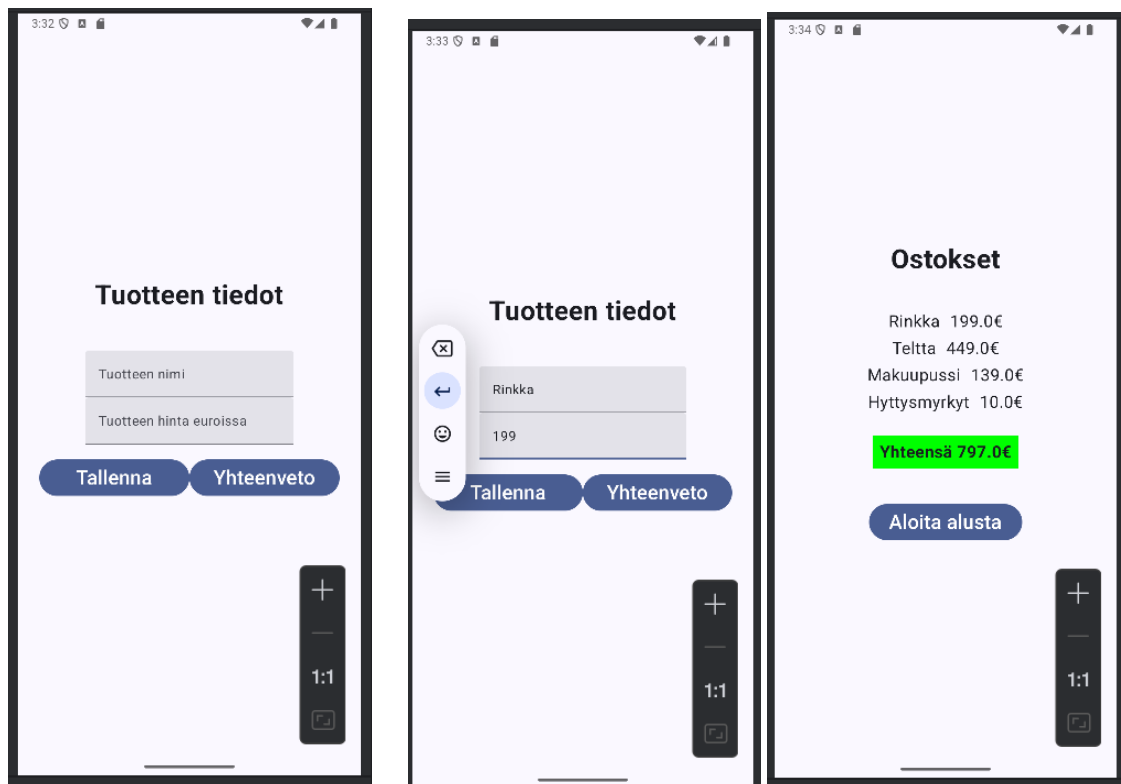 3:32
Tuotteen tiedot
Tuotteen nimi
Tuotteen hinta euroissa
Tallenna
Yhteenveto
1:1
3:33
Tuotteen tiedot
Rinkka
199
Tallenna
Yhteenveto
1:1
3:34
Ostokset
Rinkka 199.0€
Teltta 449.0€
Makuupussi 139.0€
Hyttysmyrkyt 10.0€
Yhteensä 797.0€
Aloita alusta
1:1